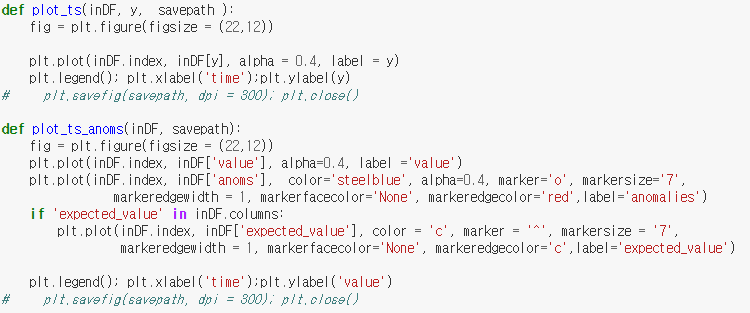 def plot_ts(inDF, y,  savepath ):
    fig = plt.figure(figsize = (22,12))
    plt.plot(inDF.index, inDF[y], alpha = 0.4, label = y)
    plt.legend(); plt.xlabel('time');plt.ylabel(y)
#     plt.savefig(savepath, dpi = 300); plt.close()
def plot_ts_anoms(inDF, savepath):
    fig = plt.figure(figsize = (22,12))
    plt.plot(inDF.index, inDF['value'], alpha=0.4, label ='value')
    plt.plot(inDF.index, inDF['anoms'],  color='steelblue', alpha=0.4, marker='o', markersize='7',
                markeredgewidth = 1, markerfacecolor='None', markeredgecolor='red',label='anomalies')
    if 'expected_value' in inDF.columns:
        plt.plot(inDF.index, inDF['expected_value'], color = 'c', marker = '^', markersize = '7',
                 markeredgewidth = 1, markerfacecolor='None', markeredgecolor='c',label='expected_value')
    plt.legend(); plt.xlabel('time');plt.ylabel('value')
#     plt.savefig(savepath, dpi = 300); plt.close()